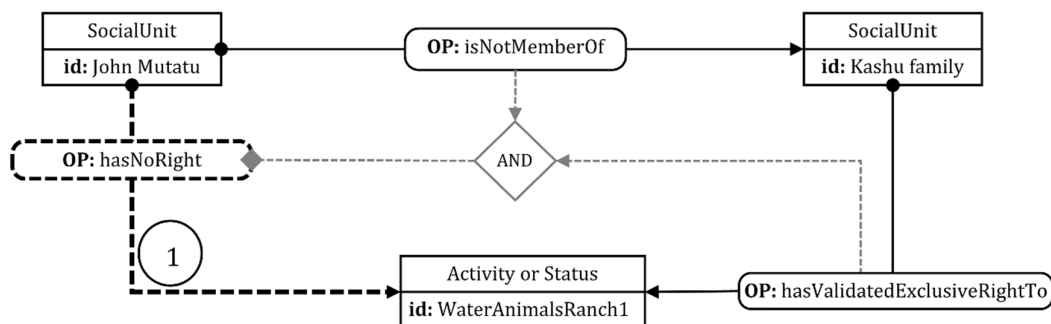 SocialUnit
id: John Mutatu
OP: isNotMemberOf
SocialUnit
id: Kashu family
OP: hasNoRight
AND
1
Activity or Status
id: WaterAnimalsRanch1
OP: hasValidatedExclusiveRightTo